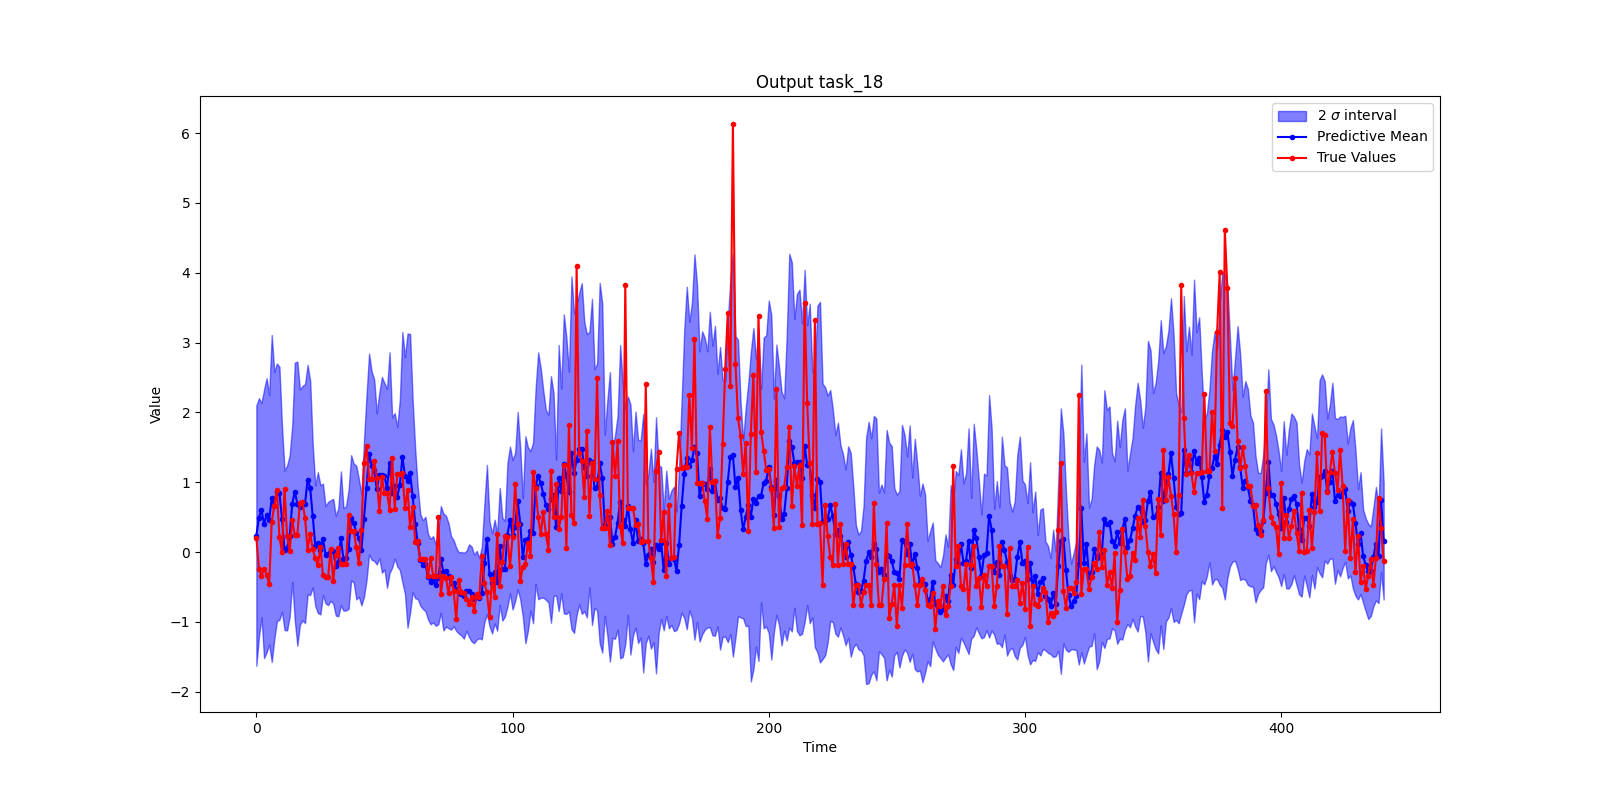 Output task_18
2 σ interval
Predictive Mean
True Values
Value
6
5
4
3
2
1
0
−1
−2
0 100 200 300 400
Time